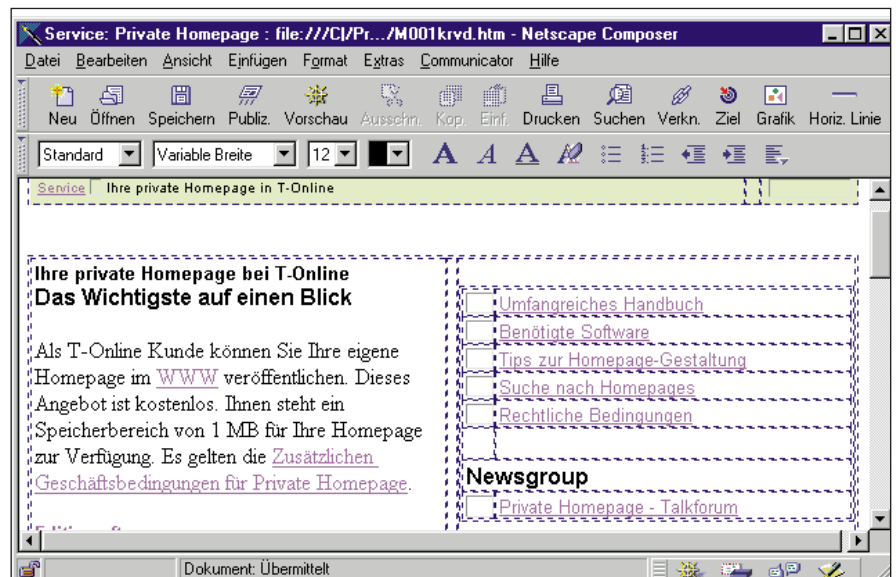 Service: Private Homepage : file:///C|/Pr.../M001krvd.htm - Netscape Composer
Datei Bearbeiten Ansicht Einfügen Format Extras Communicator Hilfe
Neu Öffnen Speichern Publiz. Vorschau Ausschn. Kop. Einf. Drucken Suchen Verkn. Ziel Grafik Horiz. Linie
Standard Variable Breite 12 A A A
Service Ihre private Homepage in T-Online
Ihre private Homepage bei T-Online
Das Wichtigste auf einen Blick
Als T-Online Kunde können Sie Ihre eigene
Homepage im WWW veröffentlichen. Dieses
Angebot ist kostenlos. Ihnen steht ein
Speicherbereich von 1 MB für Ihre Homepage
zur Verfügung. Es gelten die Zusätzlichen
Geschäftsbedingungen für Private Homepage.
Umfangreiches Handbuch
Benötigte Software
Tips zur Homepage-Gestaltung
Suche nach Homepages
Rechtliche Bedingungen
Newsgroup
Private Homepage - Talkforum
Dokument: Übermittelt